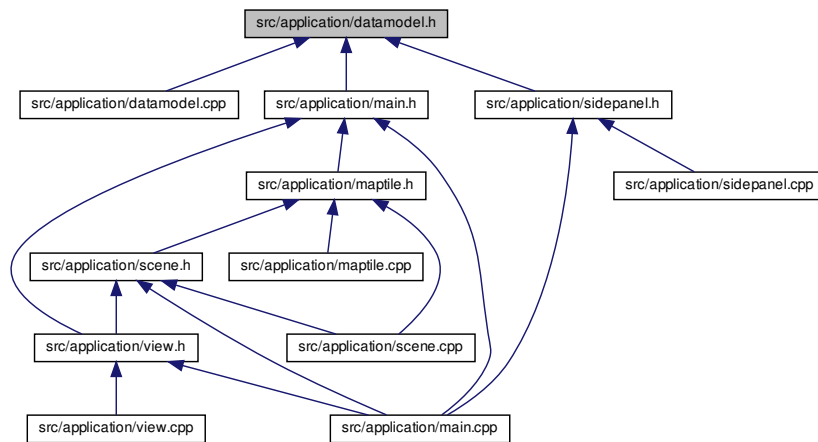 src/application/datamodel.h
src/application/datamodel.cpp
src/application/main.h
src/application/sidepanel.h
src/application/maptile.h
src/application/sidepanel.cpp
src/application/scene.h
src/application/maptile.cpp
src/application/view.h
src/application/scene.cpp
src/application/view.cpp
src/application/main.cpp